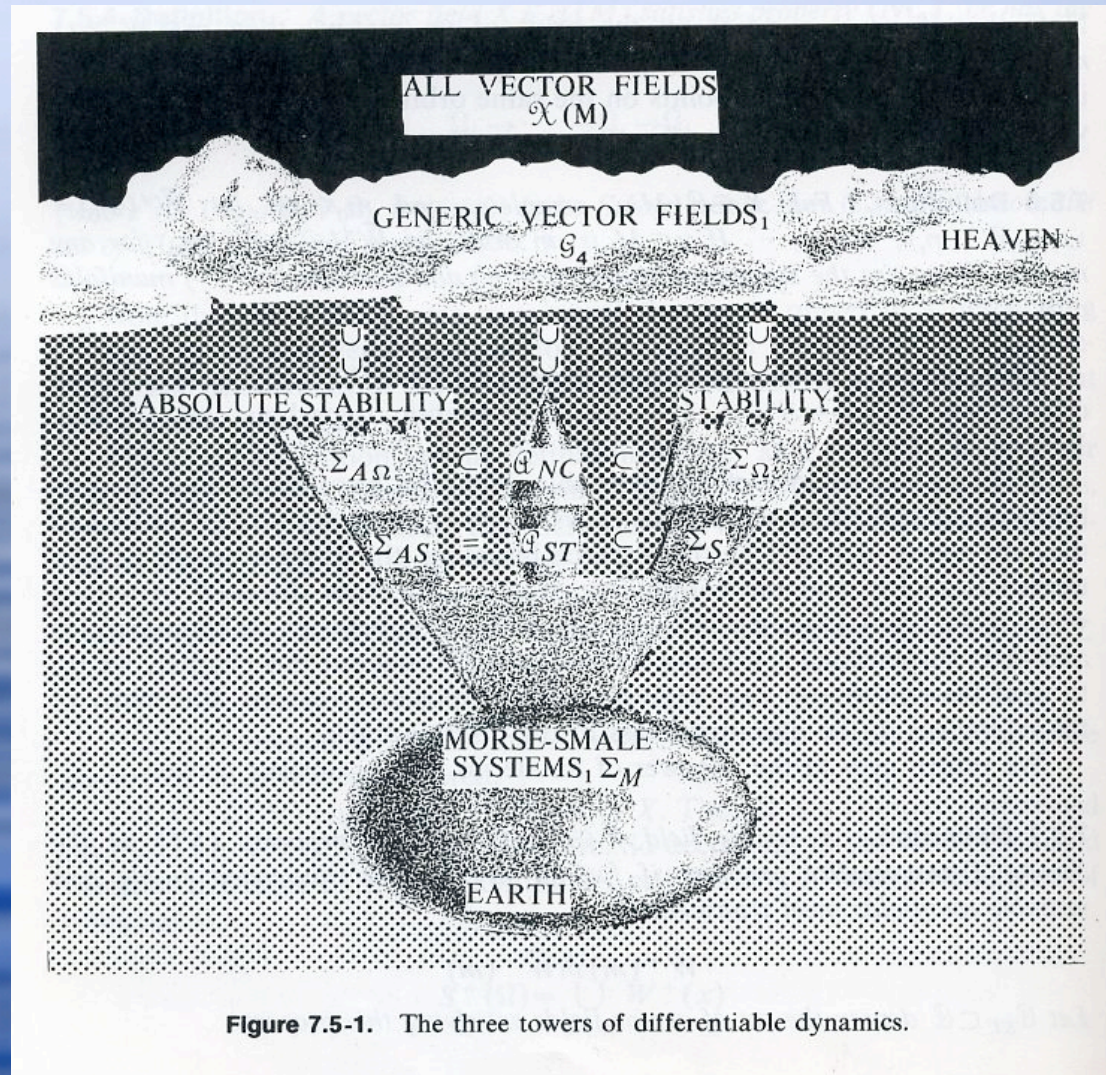 ALL VECTOR FIELDS
𝒳 (M)
GENERIC VECTOR FIELDS₁
𝒢₄
HEAVEN
∪ ∪ ∪
∪ ∪ ∪
ABSOLUTE STABILITY STABILITY
Σ_AΩ ⊂ 𝒜_NC ⊂ Σ_Ω
Σ_AS = 𝒜_ST ⊂ Σ_S
MORSE-SMALE
SYSTEMS₁ Σ_M
EARTH
Figure 7.5-1. The three towers of differentiable dynamics.